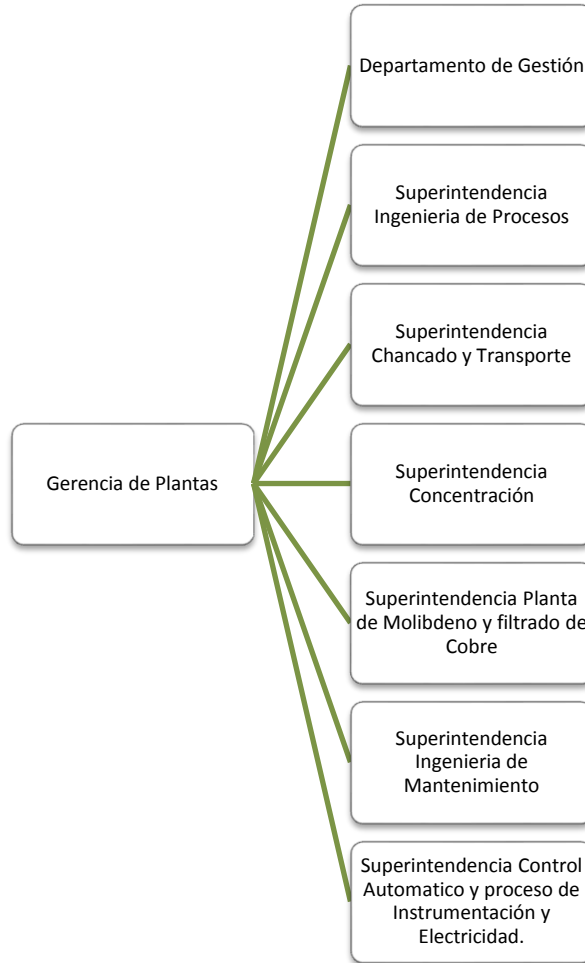 Departamento de Gestión
Superintendencia
Ingenieria de Procesos
Superintendencia
Chancado y Transporte
Gerencia de Plantas
Superintendencia
Concentración
Superintendencia Planta
de Molibdeno y filtrado de
Cobre
Superintendencia
Ingenieria de
Mantenimiento
Superintendencia Control
Automatico y proceso de
Instrumentación y
Electricidad.